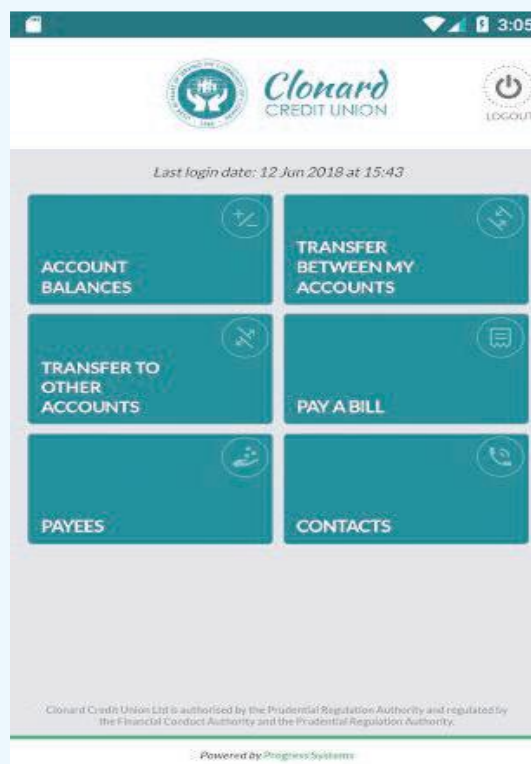 3:05
Clonard
CREDIT UNION
LOGOUT
Last login date: 12 Jun 2018 at 15:43
ACCOUNT
BALANCES
TRANSFER
BETWEEN MY
ACCOUNTS
TRANSFER TO
OTHER
ACCOUNTS
PAY A BILL
PAYEES
CONTACTS
Clonard Credit Union Ltd is authorised by the Prudential Regulation Authority and regulated by
the Financial Conduct Authority and the Prudential Regulation Authority.
Powered by Progress Systems